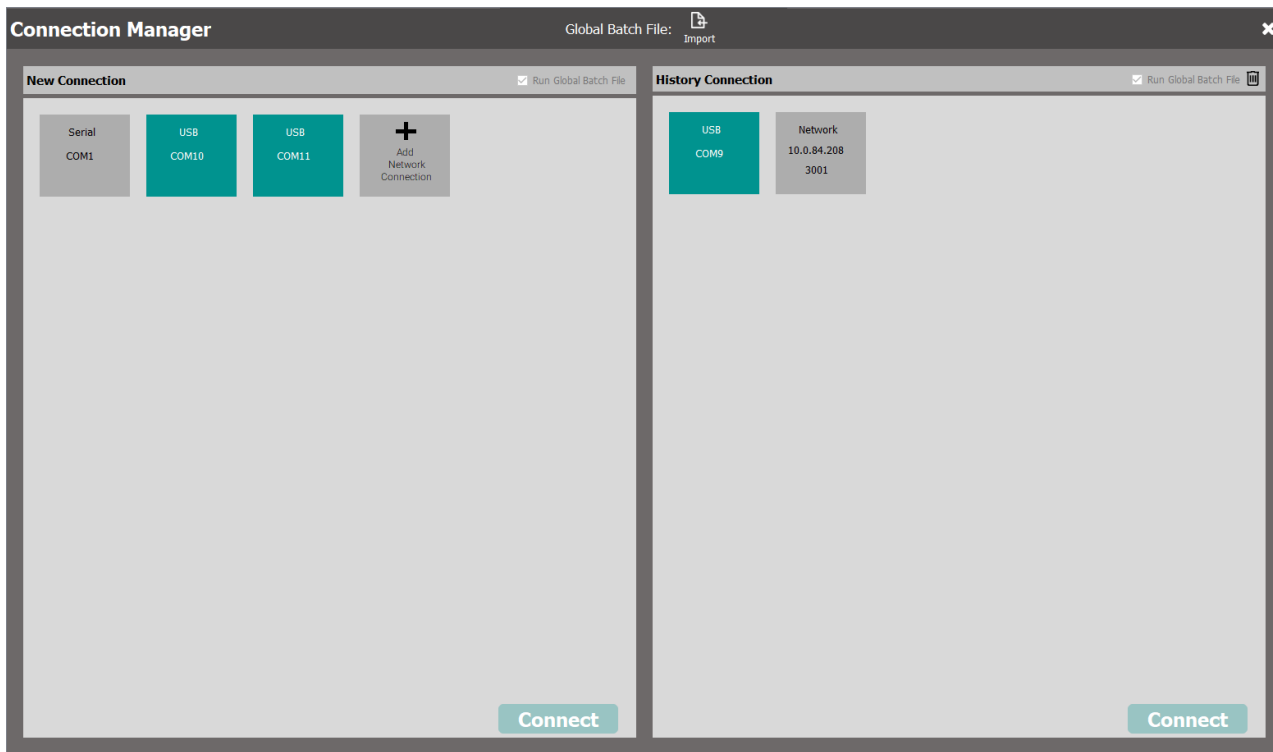 Connection Manager
Global Batch File:
Import
New Connection
Run Global Batch File
Serial
COM1
USB
COM10
USB
COM11
Add
Network
Connection
Connect
History Connection
Run Global Batch File
USB
COM9
Network
10.0.84.208
3001
Connect